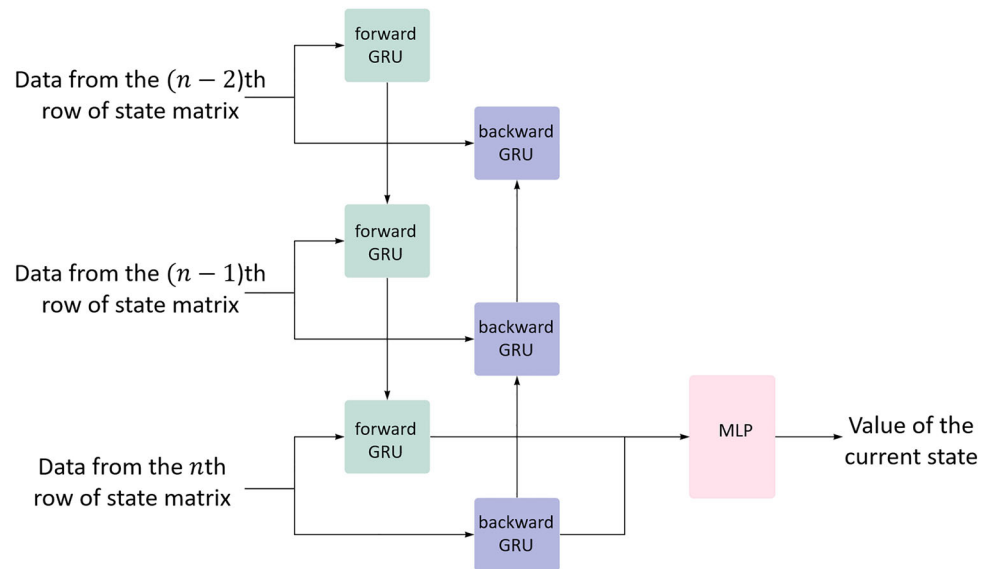 forward
GRU
Data from the (n − 2)th
row of state matrix
backward
GRU
forward
GRU
Data from the (n − 1)th
row of state matrix
backward
GRU
forward
GRU
MLP
Value of the
current state
Data from the nth
row of state matrix
backward
GRU